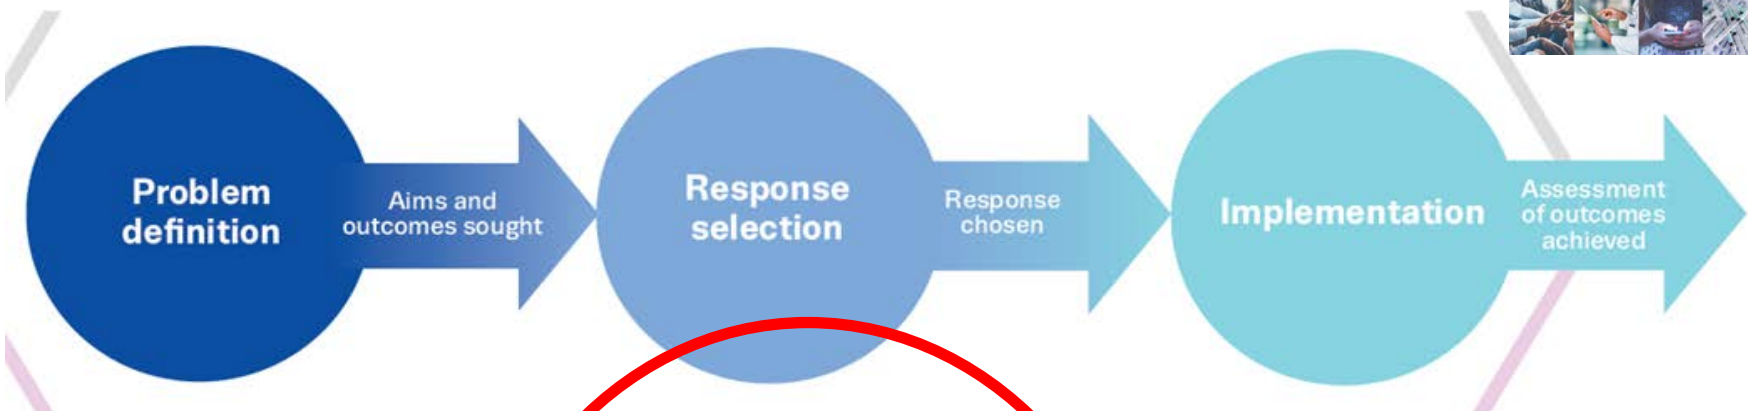 Problem
definition
Aims and
outcomes sought
Response
selection
Response
chosen
Implementation
Assessment
of outcomes
achieved